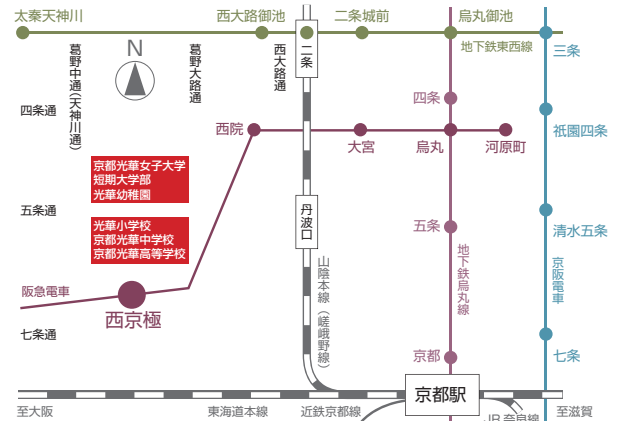 太秦天神川
西大路御池
二条城前
烏丸御池
地下鉄東西線
三条
二条
葛野中通(天神川通)
N
葛野大路通
西大路通
四条通
四条
西院
大宮
烏丸
河原町
祇園四条
京都光華女子大学
短期大学部
光華幼稚園
五条通
光華小学校
京都光華中学校
京都光華高等学校
丹波口
五条
清水五条
地下鉄烏丸線
京阪電車
山陰本線(嵯峨野線)
阪急電車
西京極
七条通
京都
七条
京都駅
至大阪
東海道本線
近鉄京都線
JR奈良線
至滋賀